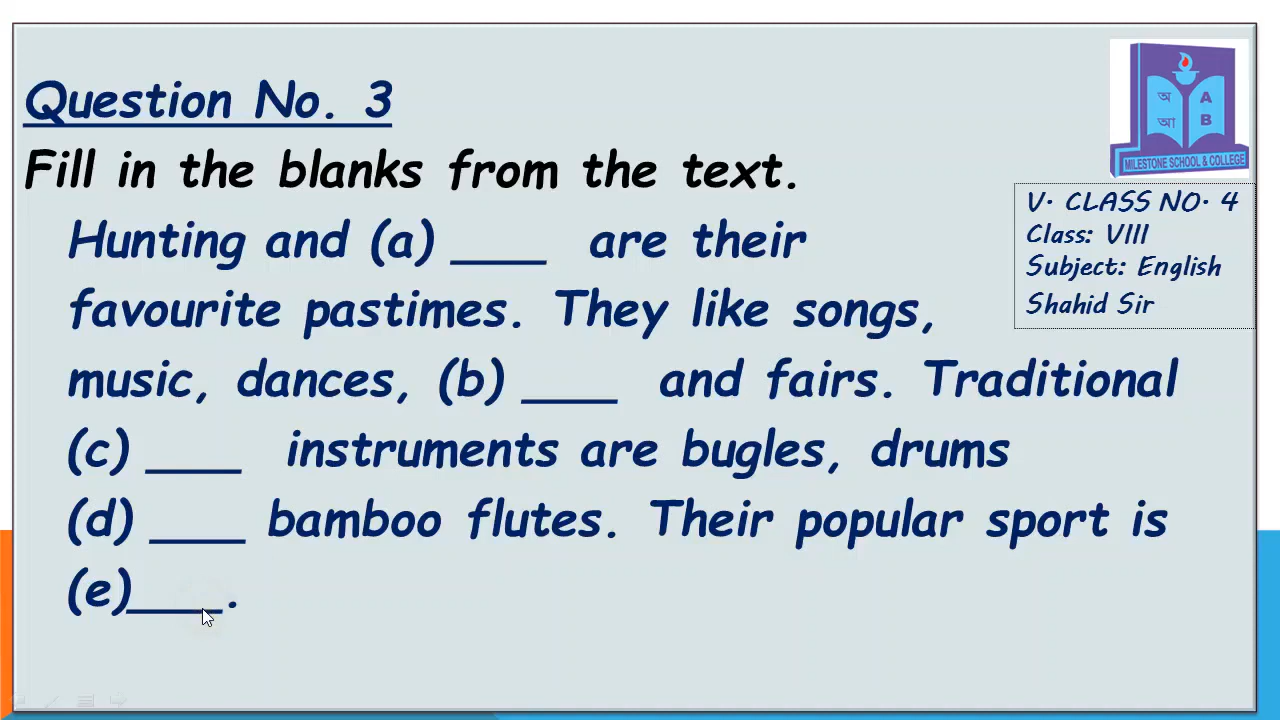 Question No. 3
Fill in the blanks from the text.
Hunting and (a) ____ are their
favourite pastimes. They like songs,
music, dances, (b) ____ and fairs. Traditional
(c) ____ instruments are bugles, drums
(d) ____ bamboo flutes. Their popular sport is
(e)____.
অ A
আ B
MILESTONE SCHOOL & COLLEGE
V. CLASS NO. 4
Class: VIII
Subject: English
Shahid Sir